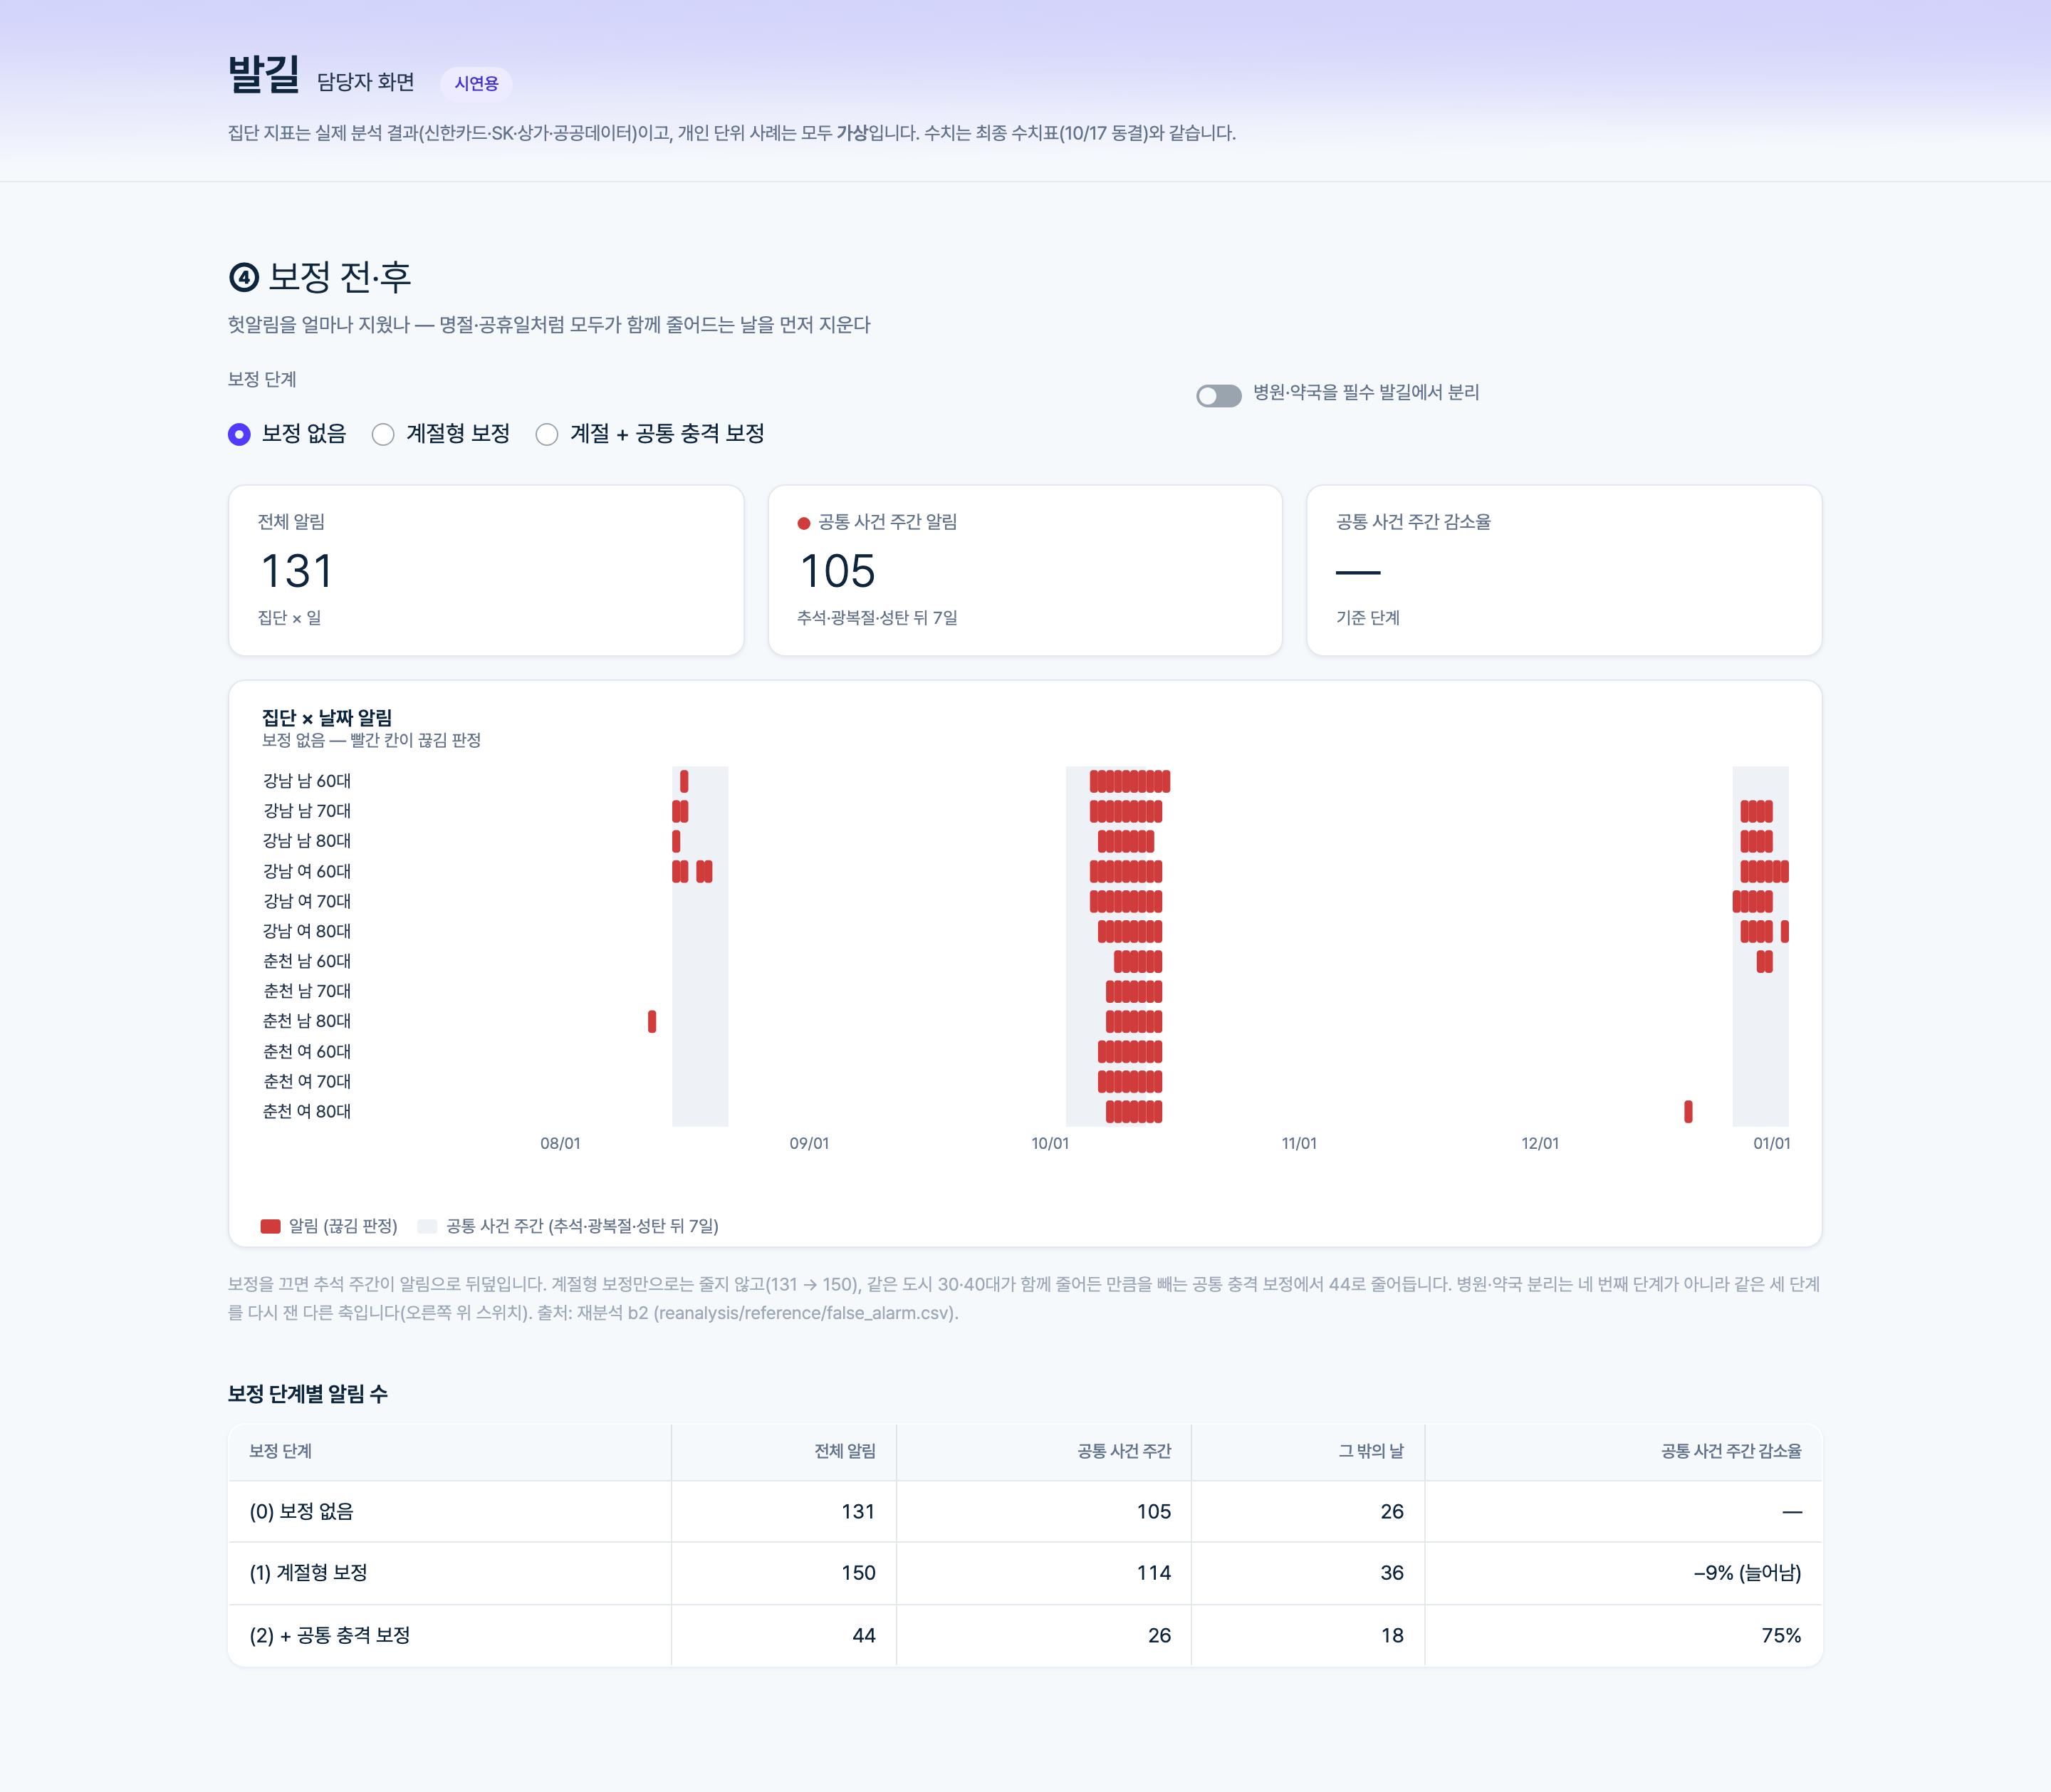 발길 담당자 화면 시연용
집단 지표는 실제 분석 결과(신한카드·SK·상가·공공데이터)이고, 개인 단위 사례는 모두 가상입니다. 수치는 최종 수치표(10/17 동결)와 같습니다.
④ 보정 전·후
헛알림을 얼마나 지웠나 — 명절·공휴일처럼 모두가 함께 줄어드는 날을 먼저 지운다
보정 단계
병원·약국을 필수 발길에서 분리
보정 없음 계절형 보정 계절 + 공통 충격 보정
전체 알림
131
집단 × 일
공통 사건 주간 알림
105
추석·광복절·성탄 뒤 7일
공통 사건 주간 감소율
—
기준 단계
집단 × 날짜 알림
보정 없음 — 빨간 칸이 끊김 판정
강남 남 60대
강남 남 70대
강남 남 80대
강남 여 60대
강남 여 70대
강남 여 80대
춘천 남 60대
춘천 남 70대
춘천 남 80대
춘천 여 60대
춘천 여 70대
춘천 여 80대
08/01 09/01 10/01 11/01 12/01 01/01
알림 (끊김 판정) 공통 사건 주간 (추석·광복절·성탄 뒤 7일)
보정을 끄면 추석 주간이 알림으로 뒤덮입니다. 계절형 보정만으로는 줄지 않고(131 → 150), 같은 도시 30·40대가 함께 줄어든 만큼을 빼는 공통 충격 보정에서 44로 줄어듭니다. 병원·약국 분리는 네 번째 단계가 아니라 같은 세 단계
를 다시 잰 다른 축입니다(오른쪽 위 스위치). 출처: 재분석 b2 (reanalysis/reference/false_alarm.csv).
보정 단계별 알림 수
보정 단계 전체 알림 공통 사건 주간 그 밖의 날 공통 사건 주간 감소율
(0) 보정 없음 131 105 26 —
(1) 계절형 보정 150 114 36 −9% (늘어남)
(2) + 공통 충격 보정 44 26 18 75%